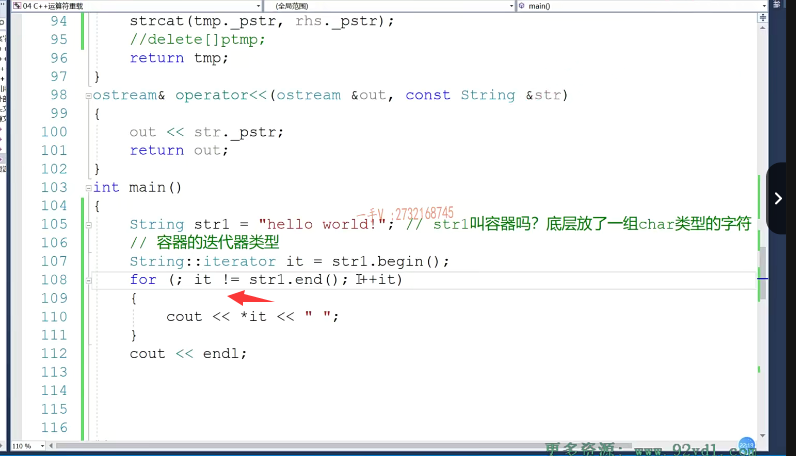 04 C++运算符重载
(全局范围)
main()
94 strcat(tmp._pstr, rhs._pstr);
95 //delete[]ptmp;
96 return tmp;
97 }
98 ostream& operator<<(ostream &out, const String &str)
99 {
100 out << str._pstr;
101 return out;
102 }
103 int main()
104 {
一手V :2732168745
105 String str1 = "hello world!"; // str1叫容器吗？底层放了一组char类型的字符
106 // 容器的迭代器类型
107 String::iterator it = str1.begin();
108 for (; it != str1.end(); ++it)
109 {
110 cout << *it << " ";
111 }
112 cout << endl;
113
114
115
116
110 %
更多资源：www.92xdl.com